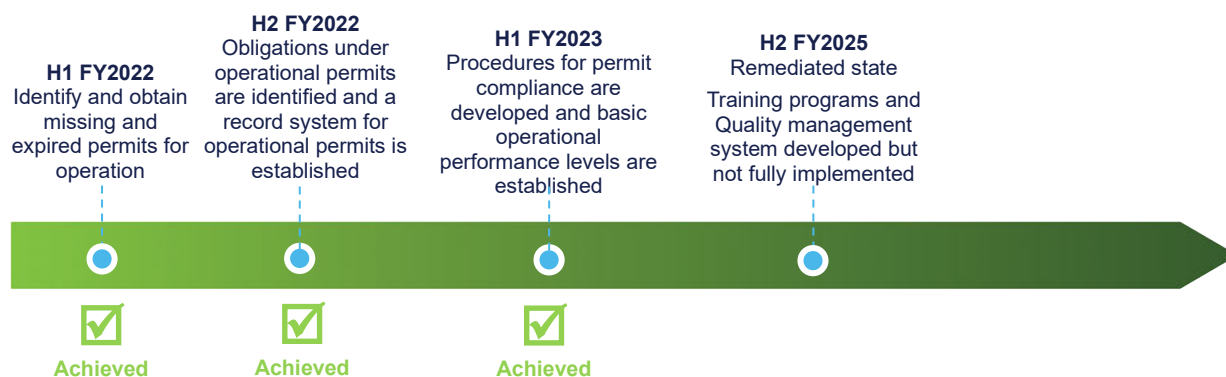 H1 FY2022
Identify and obtain
missing and
expired permits for
operation
H2 FY2022
Obligations under
operational permits
are identified and a
record system for
operational permits is
established
H1 FY2023
Procedures for permit
compliance are
developed and basic
operational
performance levels are
established
H2 FY2025
Remediated state
Training programs and
Quality management
system developed but
not fully implemented
Achieved
Achieved
Achieved